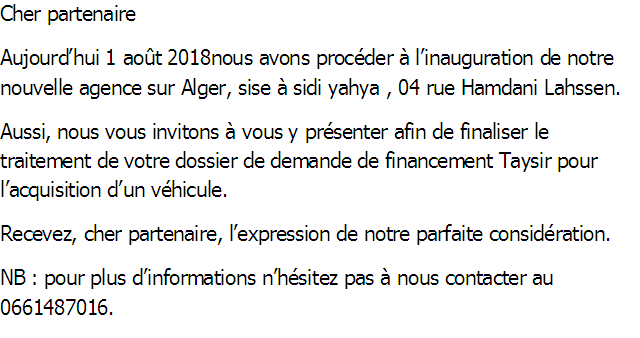 Cher partenaire
Aujourd’hui 1 août 2018nous avons procéder à l’inauguration de notre
nouvelle agence sur Alger, sise à sidi yahya , 04 rue Hamdani Lahssen.
Aussi, nous vous invitons à vous y présenter afin de finaliser le
traitement de votre dossier de demande de financement Taysir pour
l’acquisition d’un véhicule.
Recevez, cher partenaire, l’expression de notre parfaite considération.
NB : pour plus d’informations n’hésitez pas à nous contacter au
0661487016.